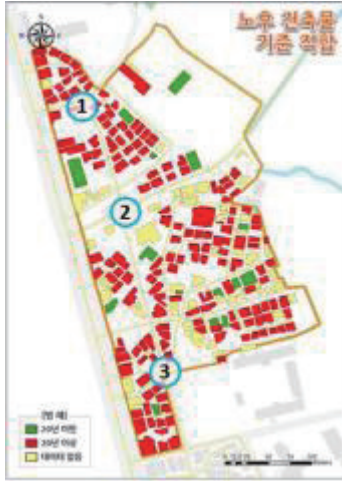 노후 건축물
기준 적합
1
2
3
[범 례]
20년 미만
20년 이상
데이터 없음